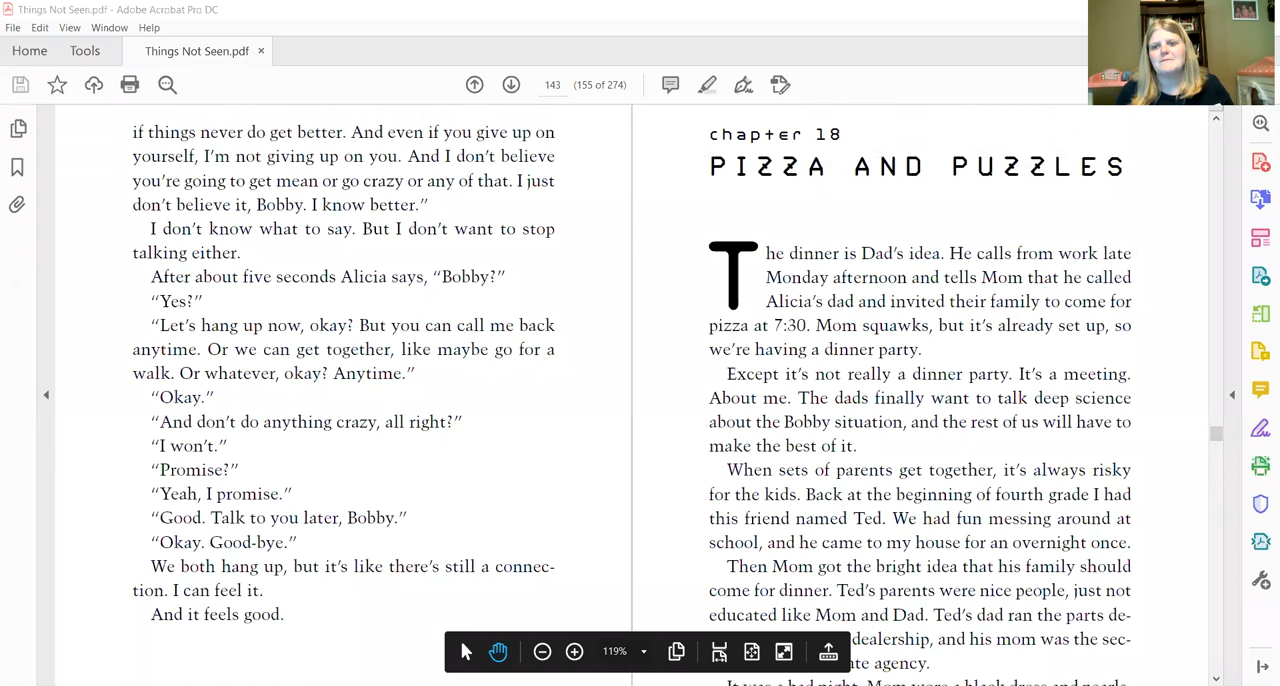 Things Not Seen.pdf - Adobe Acrobat Pro DC
File Edit View Window Help
Home Tools Things Not Seen.pdf ×
143 (155 of 274)
if things never do get better. And even if you give up on
yourself, I’m not giving up on you. And I don’t believe
you’re going to get mean or go crazy or any of that. I just
don’t believe it, Bobby. I know better.”
I don’t know what to say. But I don’t want to stop
talking either.
After about five seconds Alicia says, “Bobby?”
“Yes?”
“Let’s hang up now, okay? But you can call me back
anytime. Or we can get together, like maybe go for a
walk. Or whatever, okay? Anytime.”
“Okay.”
“And don’t do anything crazy, all right?”
“I won’t.”
“Promise?”
“Yeah, I promise.”
“Good. Talk to you later, Bobby.”
“Okay. Good-bye.”
We both hang up, but it’s like there’s still a connec-
tion. I can feel it.
And it feels good.
chapter 18
PIZZA AND PUZZLES
The dinner is Dad’s idea. He calls from work late
Monday afternoon and tells Mom that he called
Alicia’s dad and invited their family to come for
pizza at 7:30. Mom squawks, but it’s already set up, so
we’re having a dinner party.
Except it’s not really a dinner party. It’s a meeting.
About me. The dads finally want to talk deep science
about the Bobby situation, and the rest of us will have to
make the best of it.
When sets of parents get together, it’s always risky
for the kids. Back at the beginning of fourth grade I had
this friend named Ted. We had fun messing around at
school, and he came to my house for an overnight once.
Then Mom got the bright idea that his family should
come for dinner. Ted’s parents were nice people, just not
educated like Mom and Dad. Ted’s dad ran the parts de-
dealership, and his mom was the sec-
ate agency.
It was a bad night. Mom wore a black dress and pearls,
119%